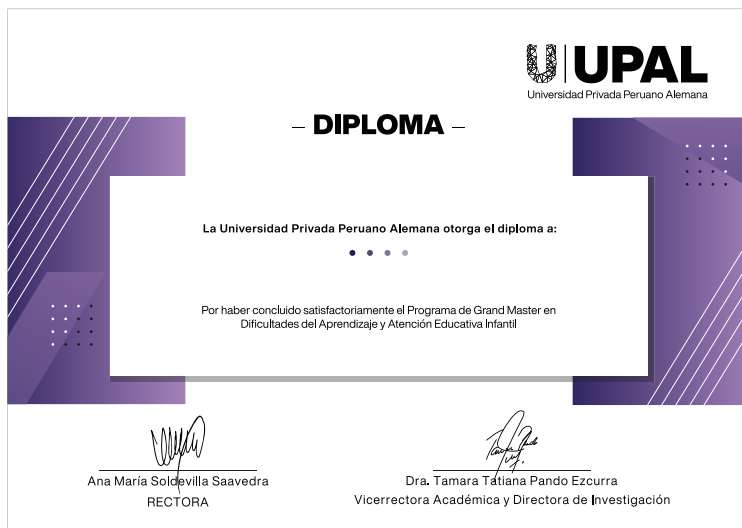 UPAL
Universidad Privada Peruano Alemana
– DIPLOMA –
La Universidad Privada Peruano Alemana otorga el diploma a:
Por haber concluido satisfactoriamente el Programa de Grand Master en
Dificultades del Aprendizaje y Atención Educativa Infantil
Ana María Soldevilla Saavedra
RECTORA
Dra. Tamara Tatiana Pando Ezcurra
Vicerrectora Académica y Directora de Investigación